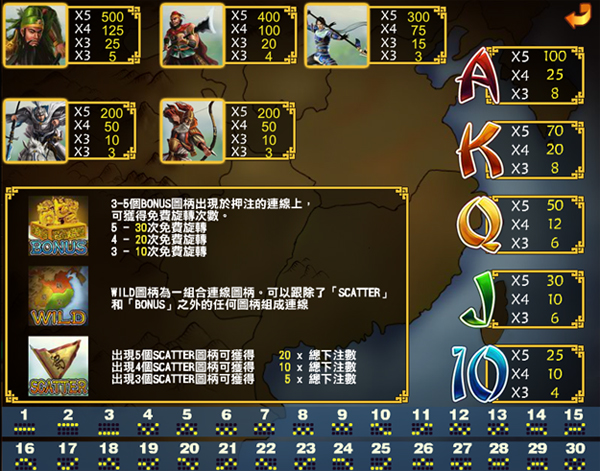 X5 500
X4 125
X3 25
X3 5
X5 400
X4 100
X3 20
X3 4
X5 300
X4 75
X3 15
X3 3
X5 200
X4 50
X3 10
X3 3
X5 200
X4 50
X3 10
X3 3
A
X5 100
X4 25
X3 8
K
X5 70
X4 20
X3 8
Q
X5 50
X4 12
X3 6
J
X5 30
X4 10
X3 6
10
X5 25
X4 10
X3 4
BONUS
3-5個BONUS圖柄出現於押注的連線上，
可獲得免費旋轉次數。
5 - 30次免費旋轉
4 - 20次免費旋轉
3 - 10次免費旋轉
WILD
WILD圖柄為一組合連線圖柄。可以跟除了「SCATTER」
和「BONUS」之外的任何圖柄組成連線
SCATTER
出現5個SCATTER圖柄可獲得 20 x 總下注數
出現4個SCATTER圖柄可獲得 10 x 總下注數
出現3個SCATTER圖柄可獲得 5 x 總下注數
1 2 3 4 5 6 7 8 9 10 11 12 13 14 15
16 17 18 19 20 21 22 23 24 25 26 27 28 29 30